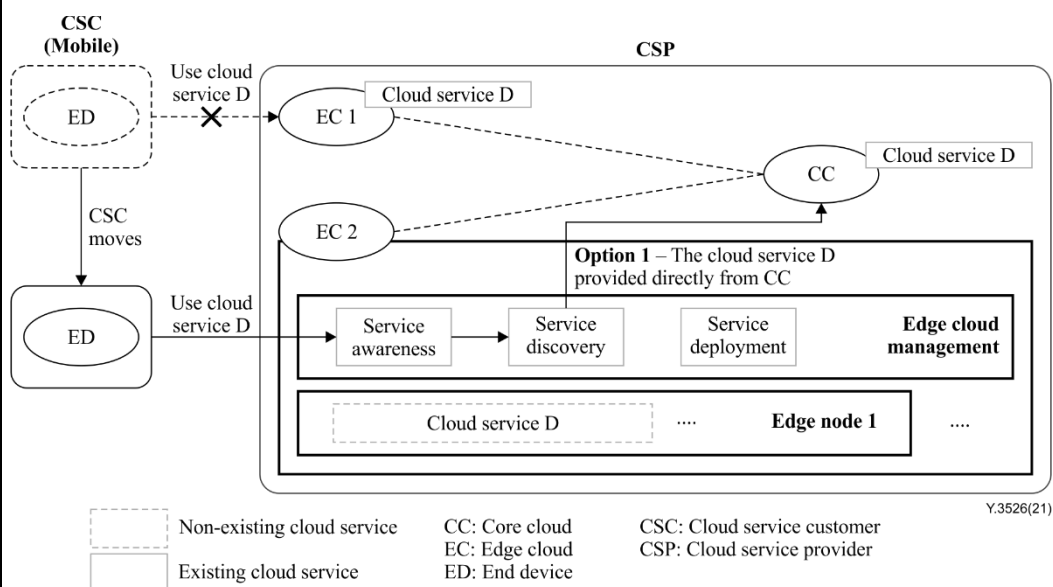 CSC
(Mobile)
CSP
Use cloud
service D
Cloud service D
ED
EC 1
Cloud service D
CC
CSC
moves
EC 2
Option 1 – The cloud service D
provided directly from CC
Use cloud
service D
ED
Service
awareness
Service
discovery
Service
deployment
Edge cloud
management
Cloud service D
....
Edge node 1
....
Y.3526(21)
Non-existing cloud service
CC: Core cloud
CSC: Cloud service customer
EC: Edge cloud
CSP: Cloud service provider
Existing cloud service
ED: End device